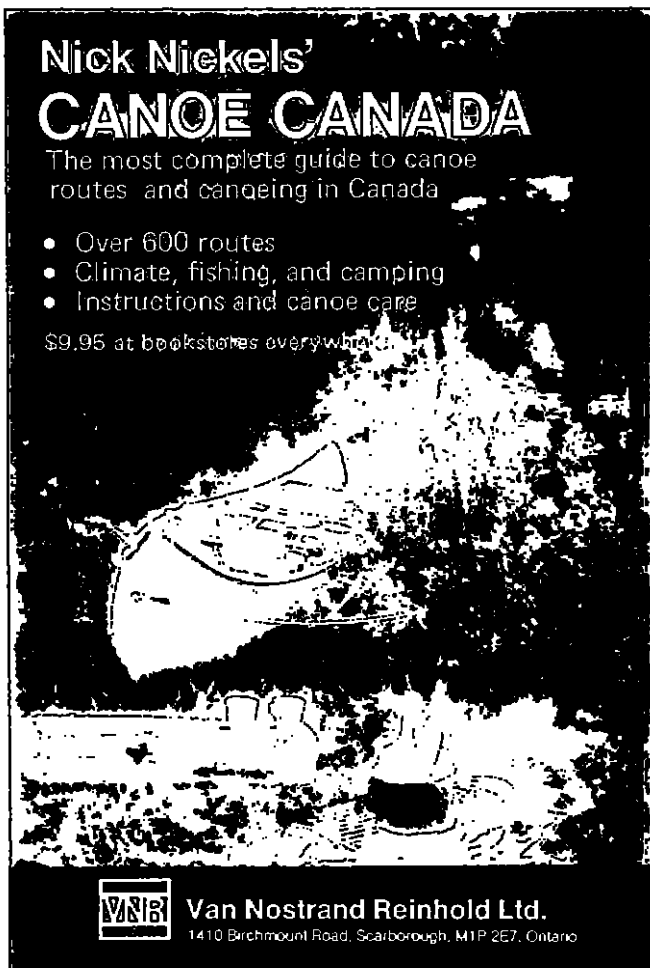 Nick Nickels'
CANOE CANADA
The most complete guide to canoe
routes and canoeing in Canada
• Over 600 routes
• Climate, fishing, and camping
• Instructions and canoe care
$9.95 at bookstores everywhere
VNR
Van Nostrand Reinhold Ltd.
1410 Birchmount Road, Scarborough, M1P 2E7, Ontario